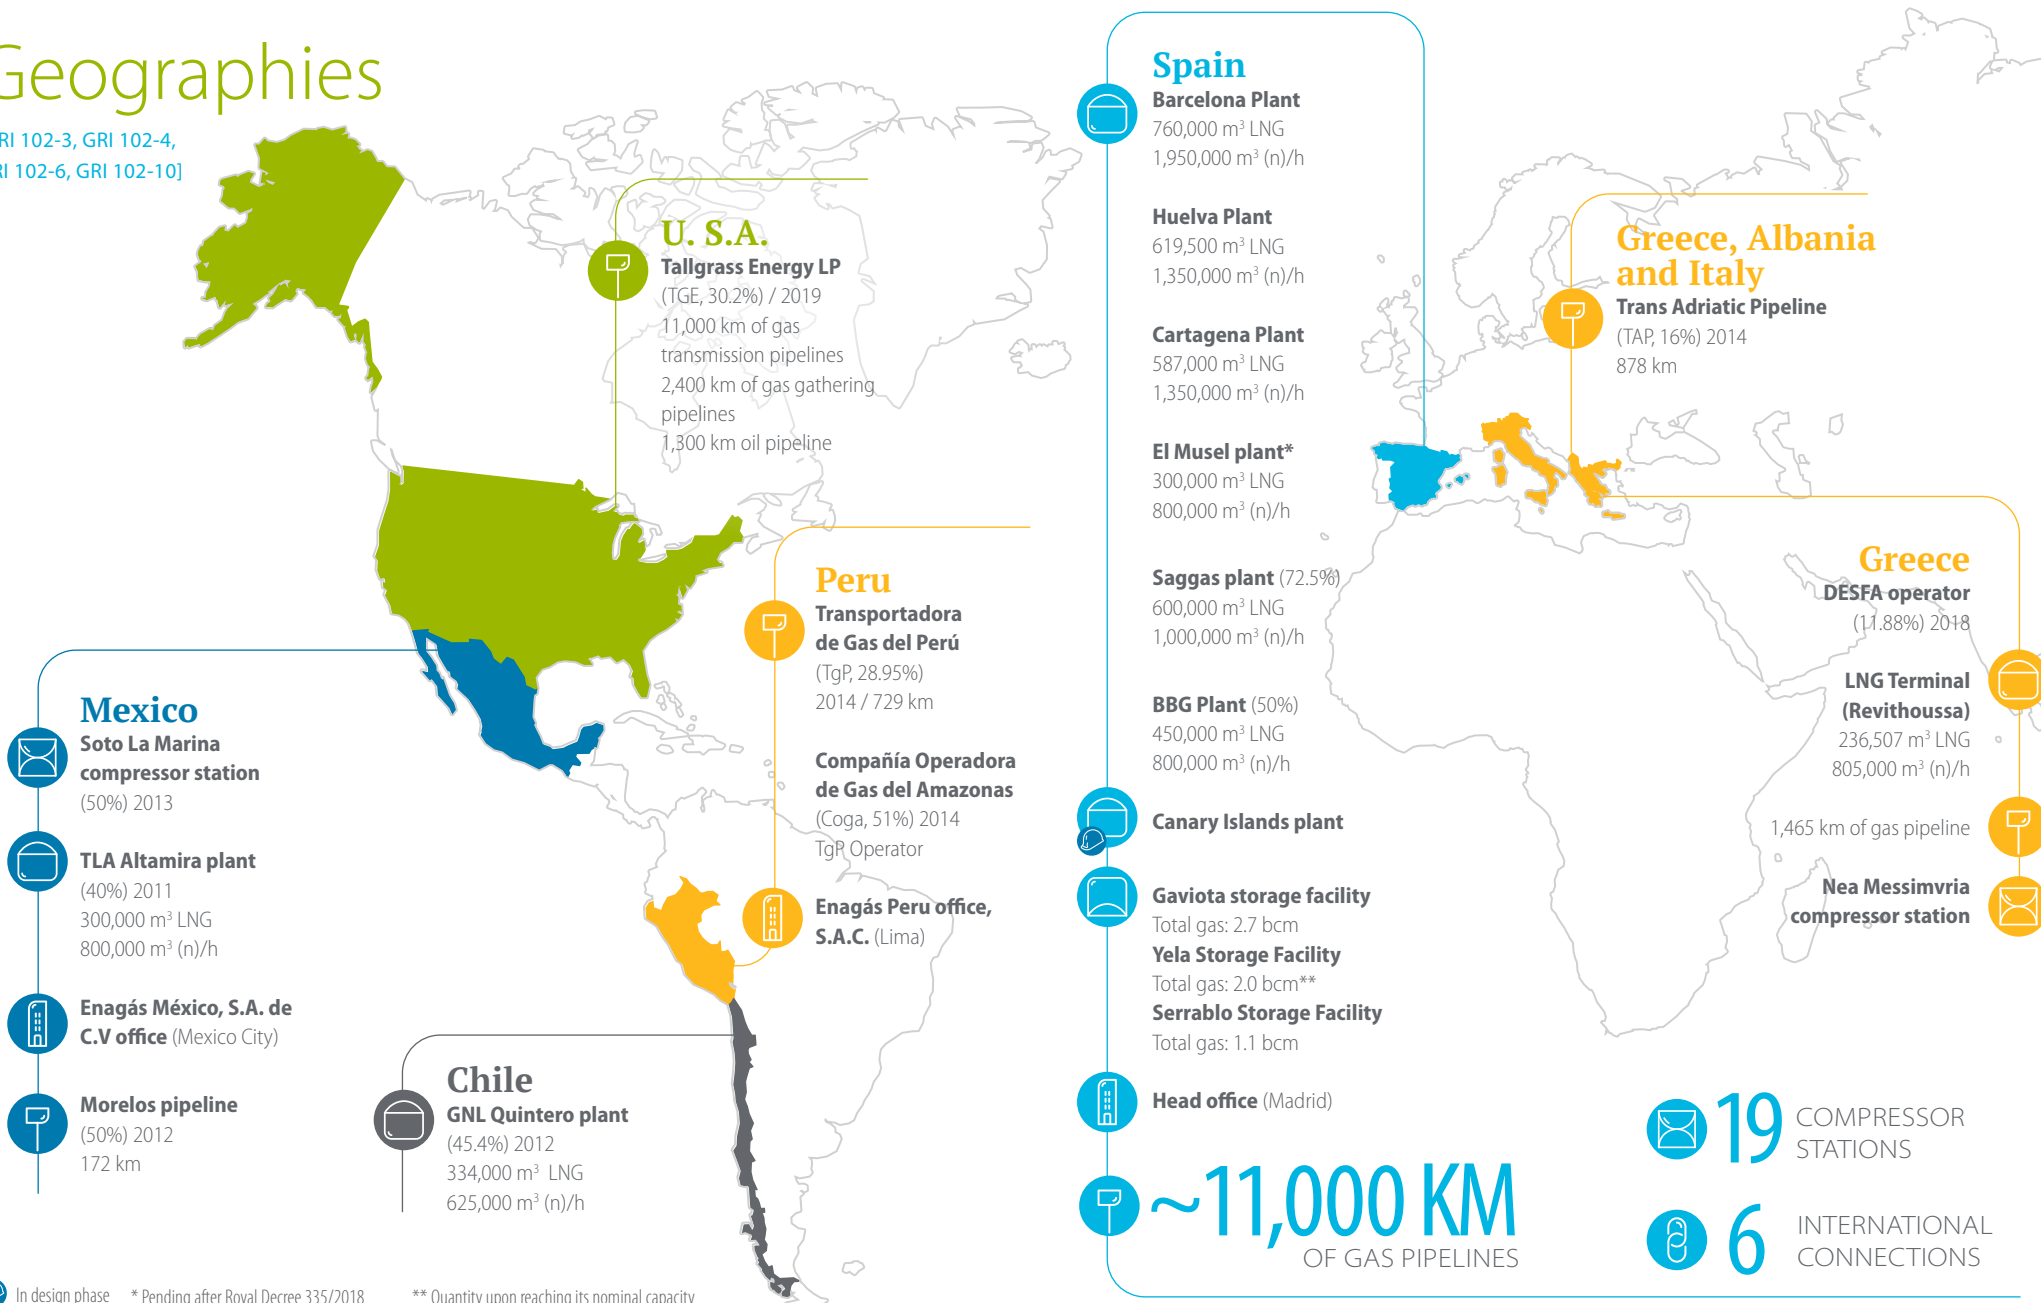 Geographies
GRI 102-3, GRI 102-4,
GRI 102-6, GRI 102-10]
U. S.A.
Tallgrass Energy LP
(TGE, 30.2%) / 2019
11,000 km of gas
transmission pipelines
2,400 km of gas gathering
pipelines
1,300 km oil pipeline
Mexico
Soto La Marina
compressor station
(50%) 2013
TLA Altamira plant
(40%) 2011
300,000 m³ LNG
800,000 m³ (n)/h
Enagás México, S.A. de
C.V office (Mexico City)
Morelos pipeline
(50%) 2012
172 km
Peru
Transportadora
de Gas del Perú
(TgP, 28.95%)
2014 / 729 km
Compañía Operadora
de Gas del Amazonas
(Coga, 51%) 2014
TgP Operator
Enagás Peru office,
S.A.C. (Lima)
Chile
GNL Quintero plant
(45.4%) 2012
334,000 m³ LNG
625,000 m³ (n)/h
Spain
Barcelona Plant
760,000 m³ LNG
1,950,000 m³ (n)/h
Huelva Plant
619,500 m³ LNG
1,350,000 m³ (n)/h
Cartagena Plant
587,000 m³ LNG
1,350,000 m³ (n)/h
El Musel plant*
300,000 m³ LNG
800,000 m³ (n)/h
Saggas plant (72.5%)
600,000 m³ LNG
1,000,000 m³ (n)/h
BBG Plant (50%)
450,000 m³ LNG
800,000 m³ (n)/h
Canary Islands plant
Gaviota storage facility
Total gas: 2.7 bcm
Yela Storage Facility
Total gas: 2.0 bcm**
Serrablo Storage Facility
Total gas: 1.1 bcm
Head office (Madrid)
~11,000 KM
OF GAS PIPELINES
Greece, Albania
and Italy
Trans Adriatic Pipeline
(TAP, 16%) 2014
878 km
Greece
DESFA operator
(11.88%) 2018
LNG Terminal
(Revithoussa)
236,507 m³ LNG
805,000 m³ (n)/h
1,465 km of gas pipeline
Nea Messimvria
compressor station
19 COMPRESSOR
STATIONS
6 INTERNATIONAL
CONNECTIONS
In design phase * Pending after Royal Decree 335/2018 ** Quantity upon reaching its nominal capacity